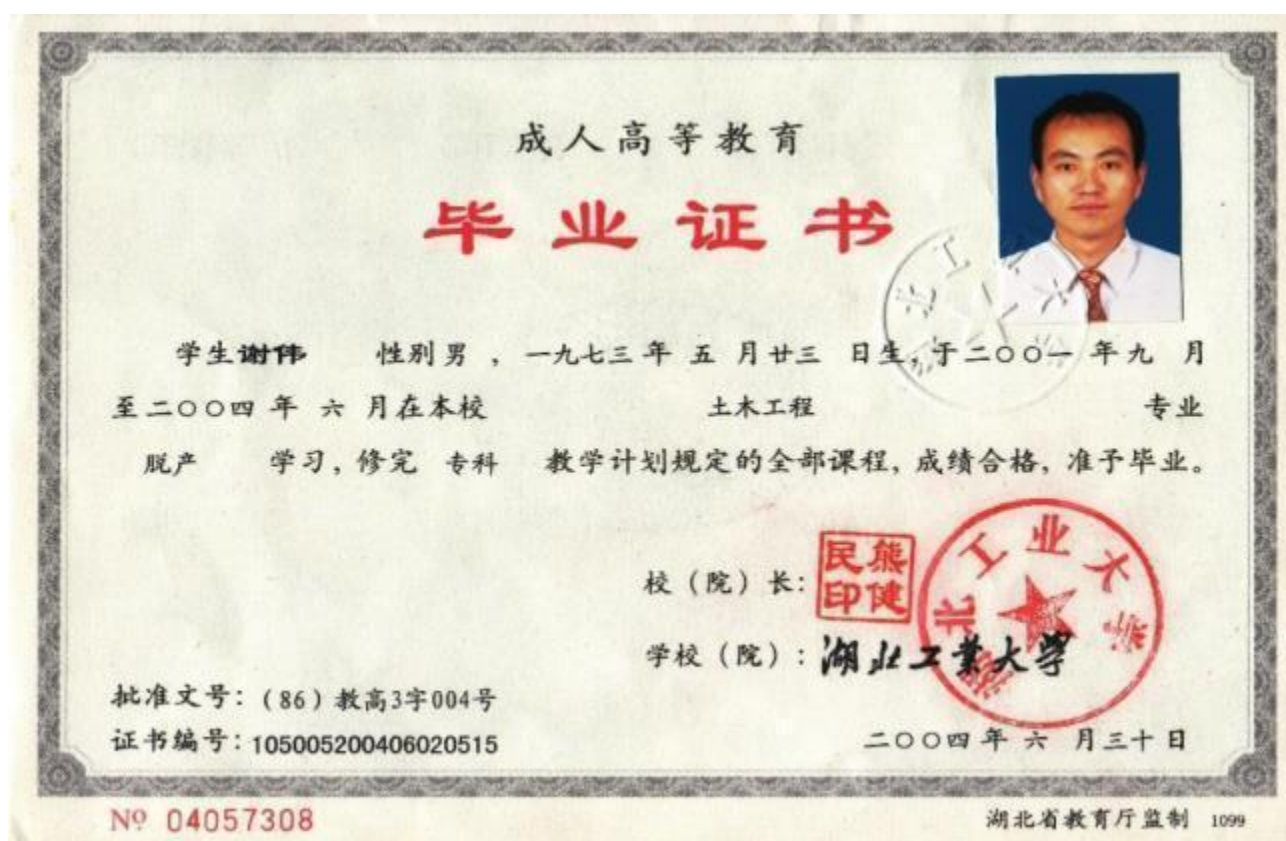 成人高等教育
毕业证书
学生谢伟 性别男，一九七三年 五 月廿三 日生，于二〇〇一 年九 月
至二〇〇四 年 六 月在本校 土木工程 专业
脱产 学习，修完 专科 教学计划规定的全部课程，成绩合格，准予毕业。
校（院）长：
熊健民印
学校（院）：湖北工業大學
湖北工业大学
批准文号：(86)教高3字004号
证书编号：105005200406020515
二〇〇四年 六 月三十日
№ 04057308
湖北省教育厅监制 1099